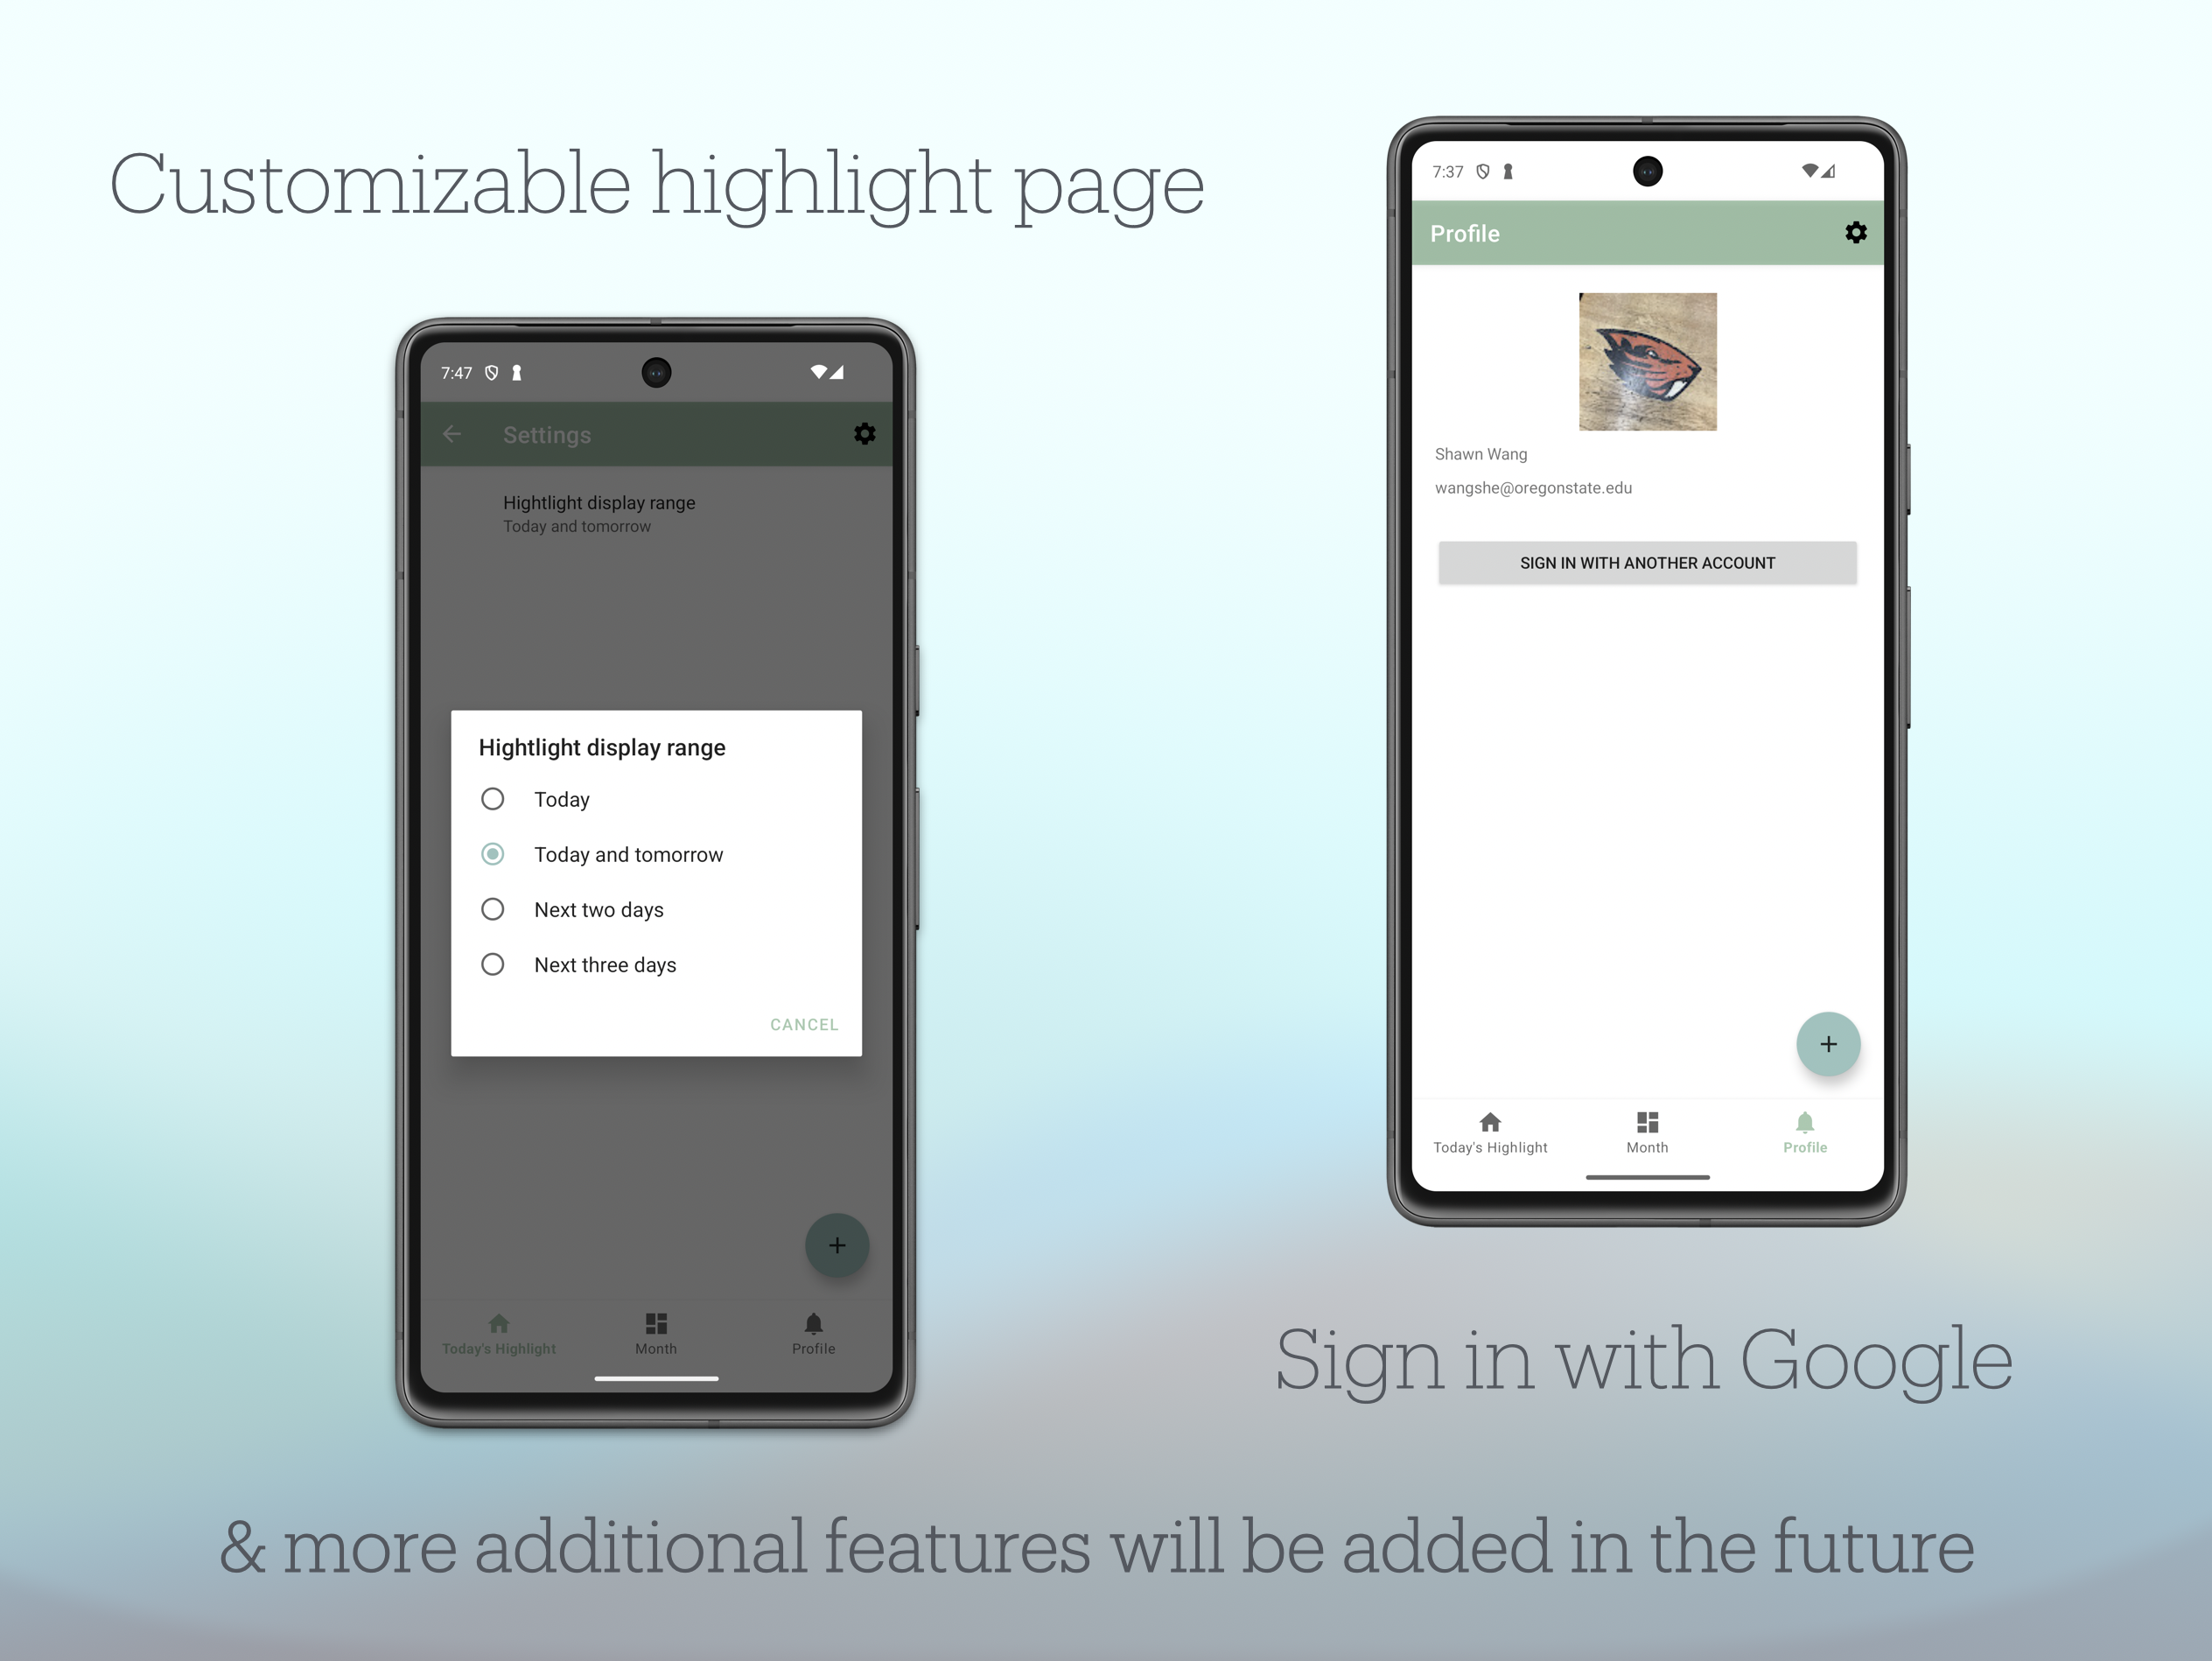 Customizable highlight page
7:47
Settings
Hightlight display range
Today and tomorrow
Hightlight display range
Today
Today and tomorrow
Next two days
Next three days
CANCEL
+
Today's Highlight
Month
Profile
7:37
Profile
Shawn Wang
wangshe@oregonstate.edu
SIGN IN WITH ANOTHER ACCOUNT
+
Today's Highlight
Month
Profile
Sign in with Google
& more additional features will be added in the future